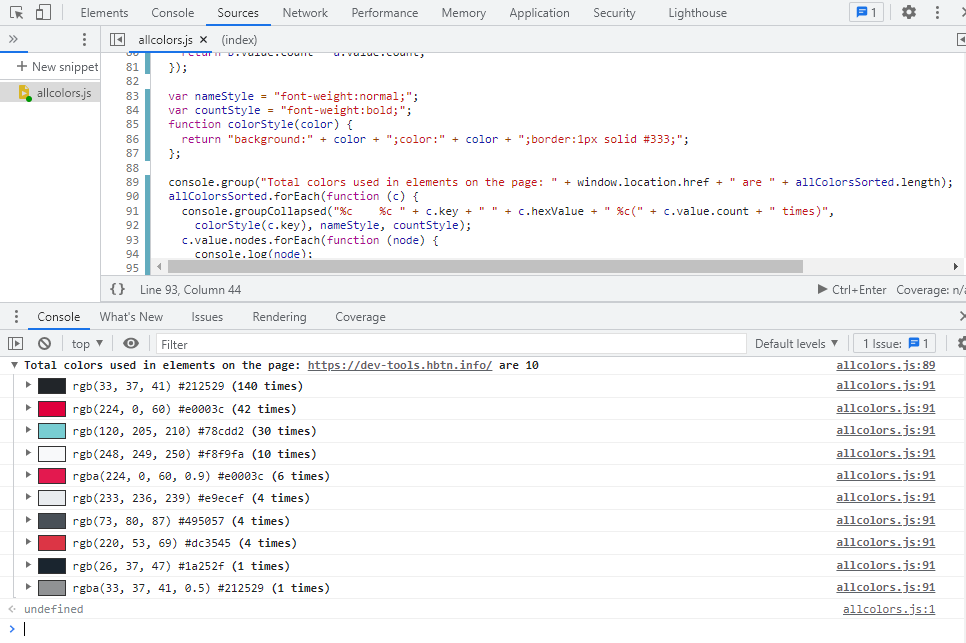 Elements Console Sources Network Performance Memory Application Security Lighthouse 1
allcolors.js × (index)
+ New snippet
allcolors.js
80 return b.value.count - a.value.count;
81 });
82
83 var nameStyle = "font-weight:normal;";
84 var countStyle = "font-weight:bold;";
85 function colorStyle(color) {
86 return "background:" + color + ";color:" + color + ";border:1px solid #333;";
87 };
88
89 console.group("Total colors used in elements on the page: " + window.location.href + " are " + allColorsSorted.length);
90 allColorsSorted.forEach(function (c) {
91 console.groupCollapsed("%c    %c " + c.key + " " + c.hexValue + " %c(" + c.value.count + " times)",
92 colorStyle(c.key), nameStyle, countStyle);
93 c.value.nodes.forEach(function (node) {
94 console.log(node);
95
{} Line 93, Column 44 ▶ Ctrl+Enter Coverage: n/a
Console What's New Issues Rendering Coverage
top ▼ Filter Default levels ▼ 1 Issue: 1
▼ Total colors used in elements on the page: https://dev-tools.hbtn.info/ are 10 allcolors.js:89
rgb(33, 37, 41) #212529 (140 times) allcolors.js:91
rgb(224, 0, 60) #e0003c (42 times) allcolors.js:91
rgb(120, 205, 210) #78cdd2 (30 times) allcolors.js:91
rgb(248, 249, 250) #f8f9fa (10 times) allcolors.js:91
rgba(224, 0, 60, 0.9) #e0003c (6 times) allcolors.js:91
rgb(233, 236, 239) #e9ecef (4 times) allcolors.js:91
rgb(73, 80, 87) #495057 (4 times) allcolors.js:91
rgb(220, 53, 69) #dc3545 (4 times) allcolors.js:91
rgb(26, 37, 47) #1a252f (1 times) allcolors.js:91
rgba(33, 37, 41, 0.5) #212529 (1 times) allcolors.js:91
undefined allcolors.js:1